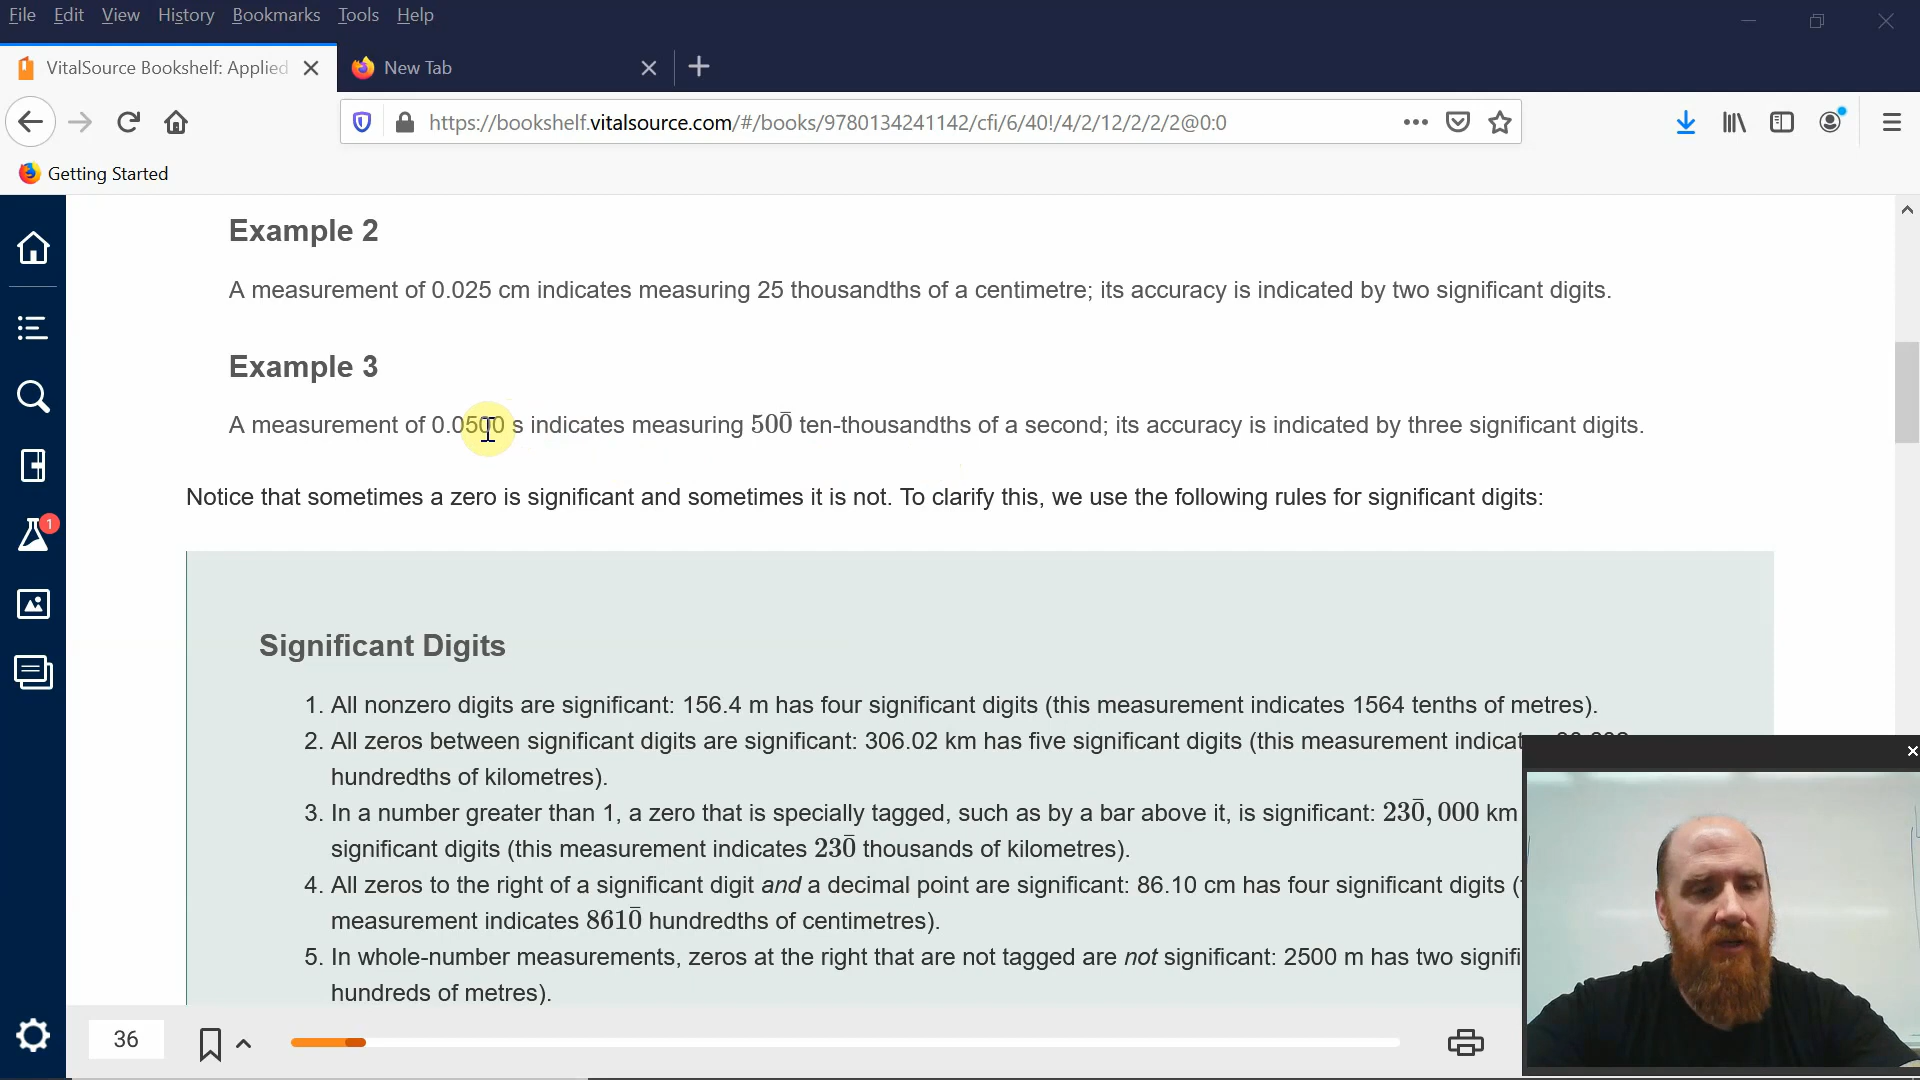 File Edit View History Bookmarks Tools Help
VitalSource Bookshelf: Applied
New Tab
https://bookshelf.vitalsource.com/#/books/9780134241142/cfi/6/40!/4/2/12/2/2/2@0:0
Getting Started
Example 2
A measurement of 0.025 cm indicates measuring 25 thousandths of a centimetre; its accuracy is indicated by two significant digits.
Example 3
A measurement of 0.0500 s indicates measuring 500̅ ten-thousandths of a second; its accuracy is indicated by three significant digits.
Notice that sometimes a zero is significant and sometimes it is not. To clarify this, we use the following rules for significant digits:
1
Significant Digits
1. All nonzero digits are significant: 156.4 m has four significant digits (this measurement indicates 1564 tenths of metres).
2. All zeros between significant digits are significant: 306.02 km has five significant digits (this measurement
hundredths of kilometres).
3. In a number greater than 1, a zero that is specially tagged, such as by a bar above it, is significant: 230̅,000 km
significant digits (this measurement indicates 230̅ thousands of kilometres).
4. All zeros to the right of a significant digit and a decimal point are significant: 86.10 cm has four significant digits (
measurement indicates 8610̅ hundredths of centimetres).
5. In whole-number measurements, zeros at the right that are not tagged are not significant: 2500 m has two
hundreds of metres).
36